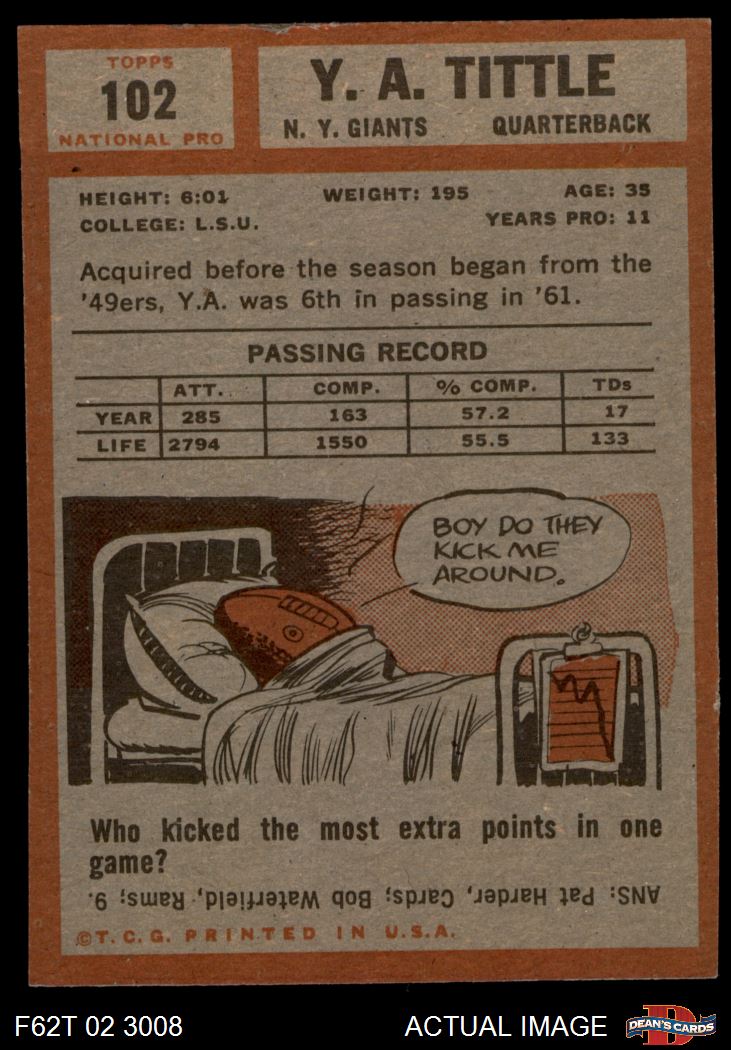 TOPPS
102
NATIONAL PRO
Y. A. TITTLE
N. Y. GIANTS QUARTERBACK
HEIGHT: 6:01 WEIGHT: 195 AGE: 35
COLLEGE: L.S.U. YEARS PRO: 11
Acquired before the season began from the
'49ers, Y.A. was 6th in passing in '61.
PASSING RECORD
ATT. COMP. % COMP. TDs
YEAR 285 163 57.2 17
LIFE 2794 1550 55.5 133
BOY DO THEY
KICK ME
AROUND.
Who kicked the most extra points in one
game?
ANS: Pat Harder, Cards; Bob Waterfield, Rams; 9.
©T.C.G. PRINTED IN U.S.A.
F62T 02 3008 ACTUAL IMAGE D DEAN'S CARDS